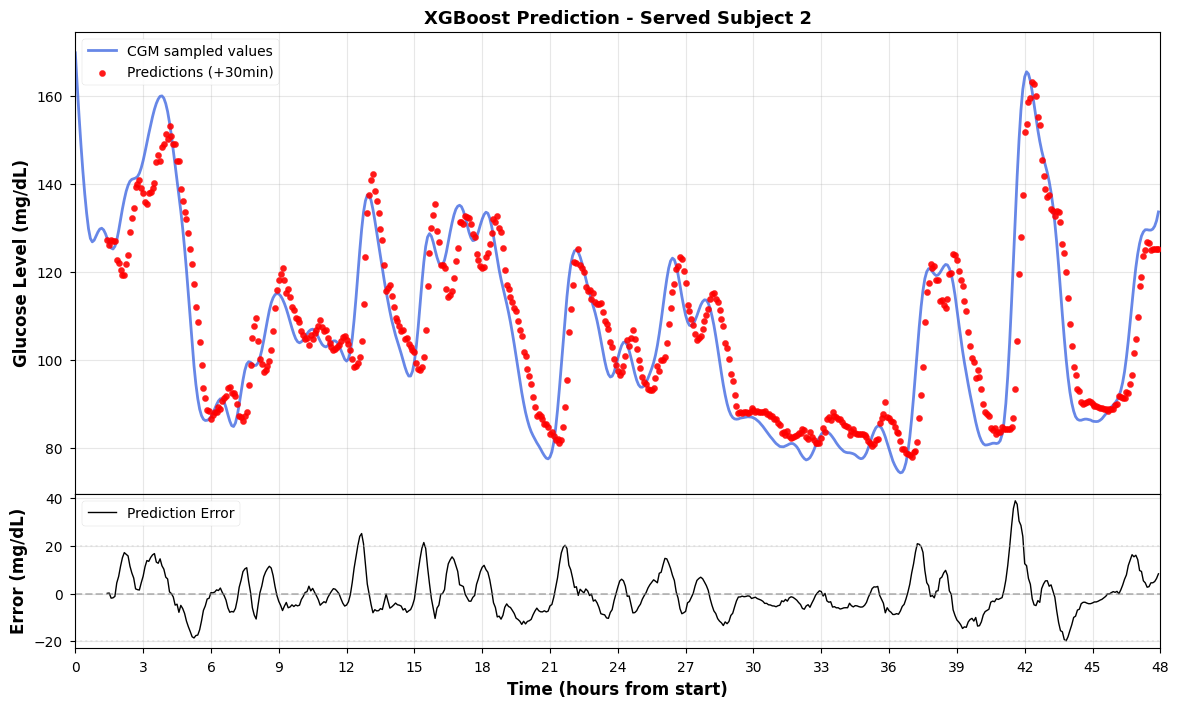 XGBoost Prediction - Served Subject 2
CGM sampled values
Predictions (+30min)
Glucose Level (mg/dL)
160
140
120
100
80
Prediction Error
Error (mg/dL)
40
20
0
−20
0 3 6 9 12 15 18 21 24 27 30 33 36 39 42 45 48
Time (hours from start)